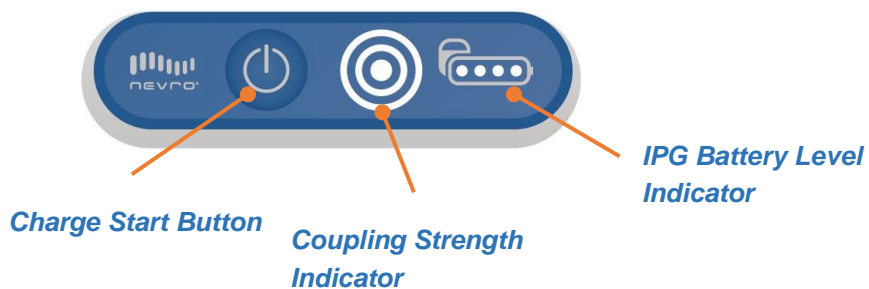 nevro
IPG Battery Level
Indicator
Charge Start Button
Coupling Strength
Indicator